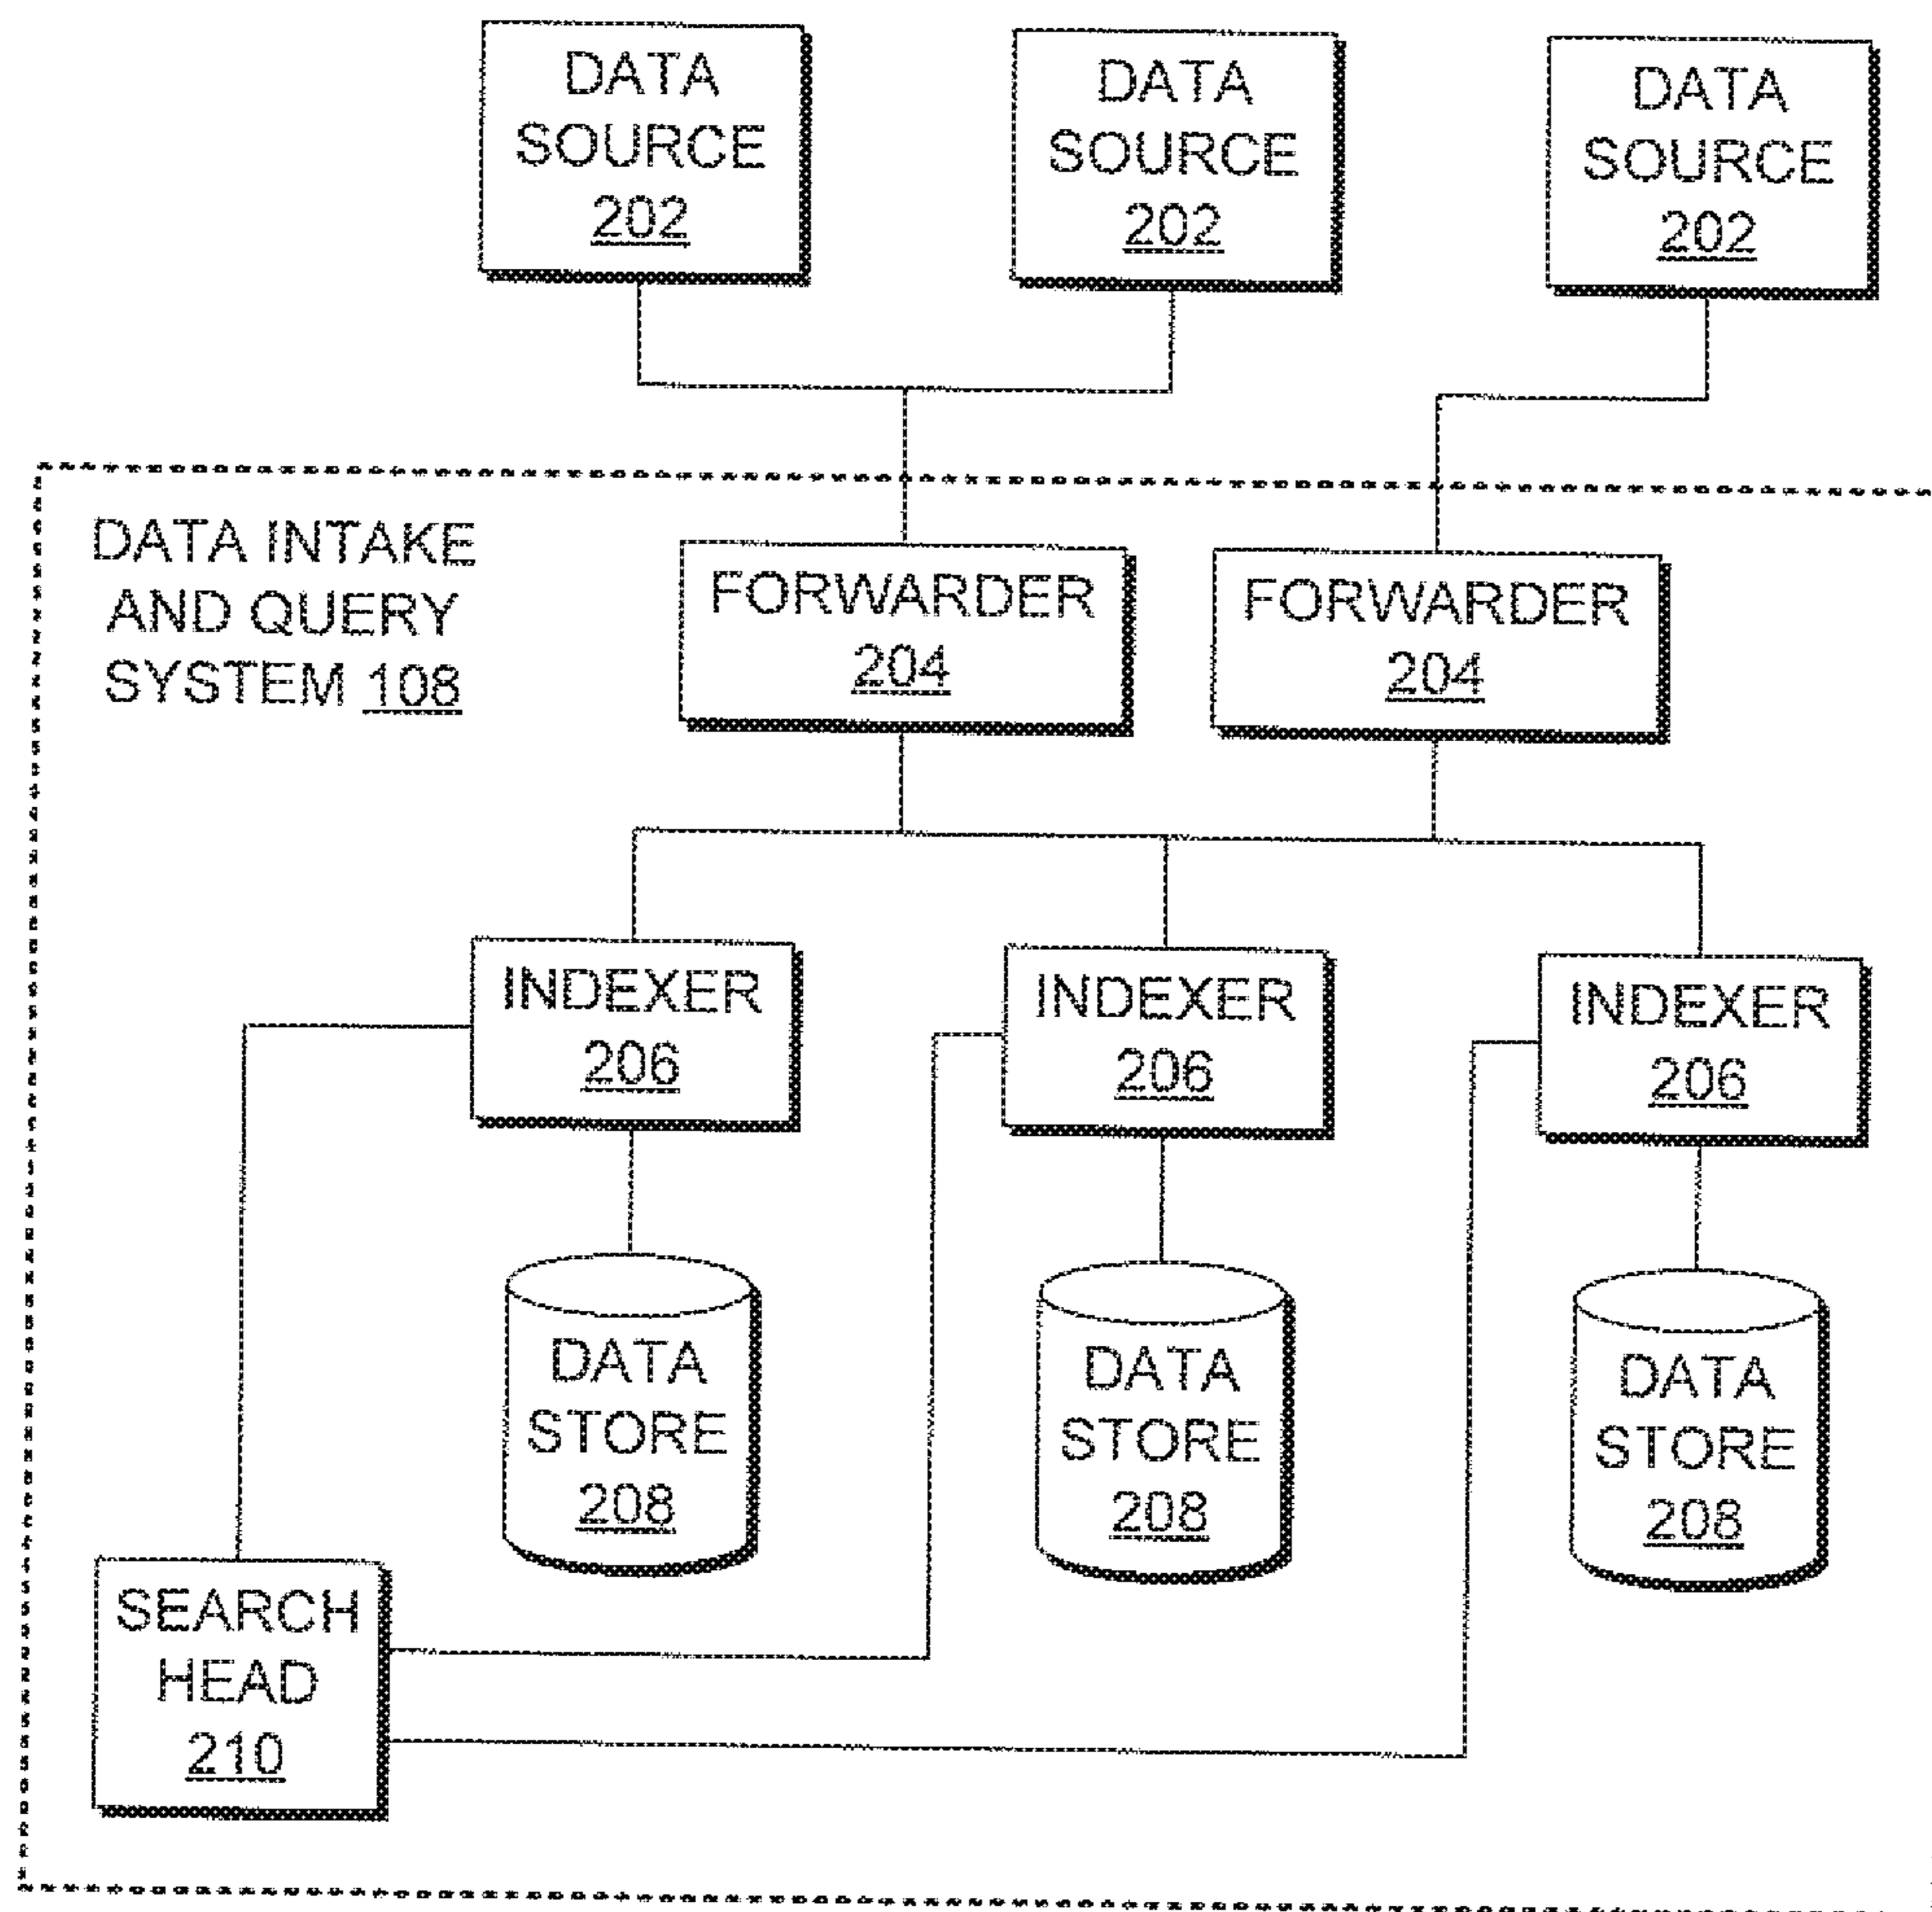 DATA
SOURCE
202
DATA
SOURCE
202
DATA
SOURCE
202
DATA INTAKE
AND QUERY
SYSTEM 108
FORWARDER
204
FORWARDER
204
INDEXER
206
INDEXER
206
INDEXER
206
DATA
STORE
208
DATA
STORE
208
DATA
STORE
208
SEARCH
HEAD
210